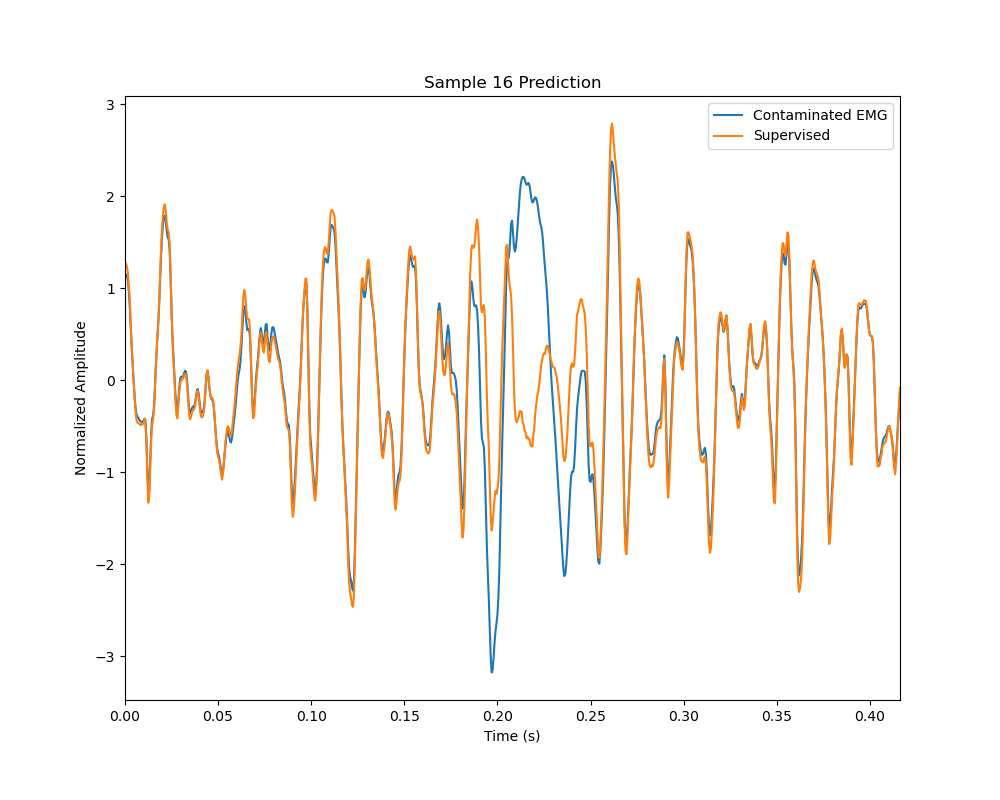 Sample 16 Prediction
Contaminated EMG
Supervised
Normalized Amplitude
3
2
1
0
−1
−2
−3
0.00 0.05 0.10 0.15 0.20 0.25 0.30 0.35 0.40
Time (s)